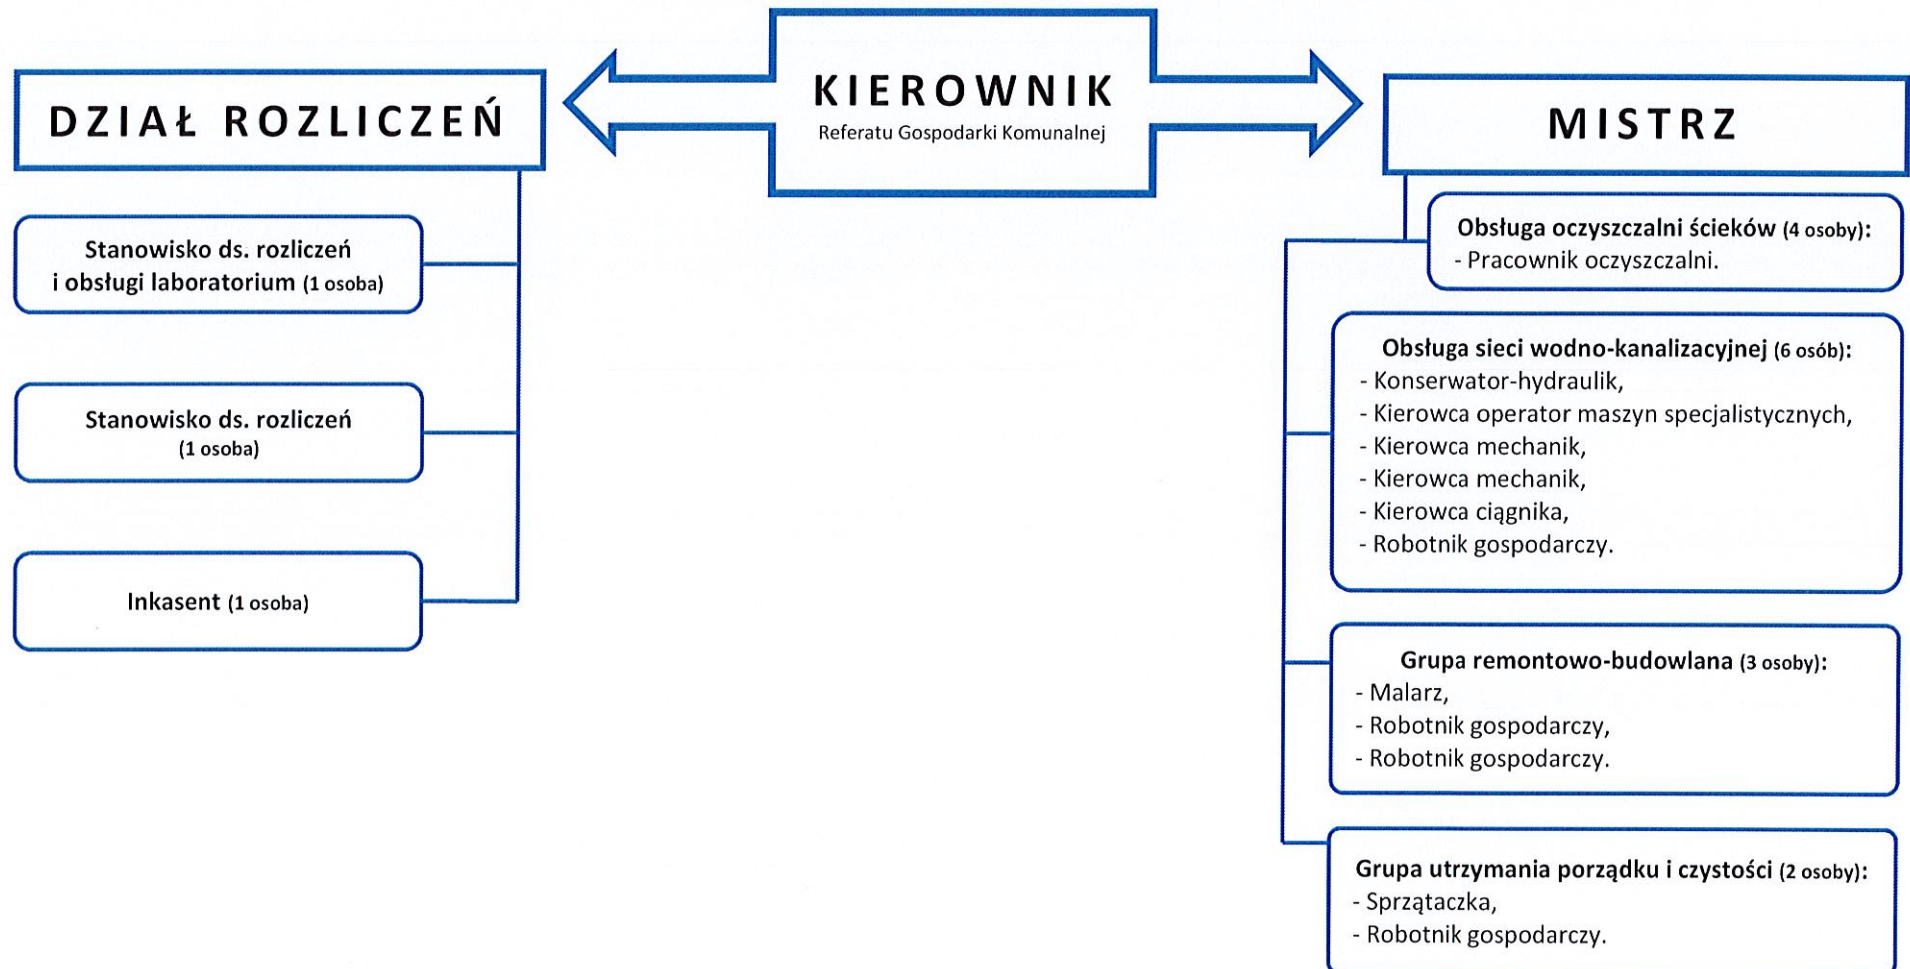 KIEROWNIK
Referatu Gospodarki Komunalnej
DZIAŁ ROZLICZEŃ
Stanowisko ds. rozliczeń
i obsługi laboratorium (1 osoba)
Stanowisko ds. rozliczeń
(1 osoba)
Inkasent (1 osoba)
MISTRZ
Obsługa oczyszczalni ścieków (4 osoby):
- Pracownik oczyszczalni.
Obsługa sieci wodno-kanalizacyjnej (6 osób):
- Konserwator-hydraulik,
- Kierowca operator maszyn specjalistycznych,
- Kierowca mechanik,
- Kierowca mechanik,
- Kierowca ciągnika,
- Robotnik gospodarczy.
Grupa remontowo-budowlana (3 osoby):
- Malarz,
- Robotnik gospodarczy,
- Robotnik gospodarczy.
Grupa utrzymania porządku i czystości (2 osoby):
- Sprzątaczka,
- Robotnik gospodarczy.